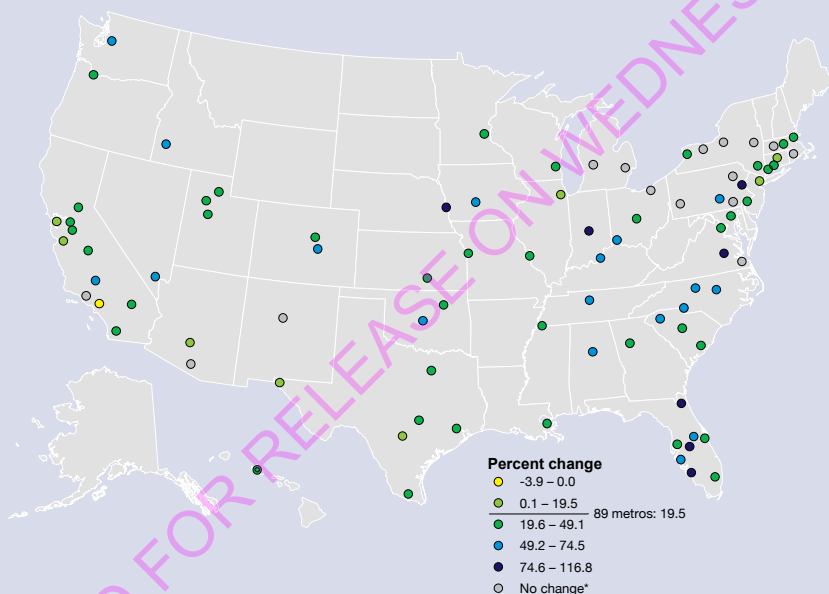 D FOR RELEASE ON WEDNES
Percent change
-3.9 – 0.0
0.1 – 19.5
89 metros: 19.5
19.6 – 49.1
49.2 – 74.5
74.6 – 116.8
No change*